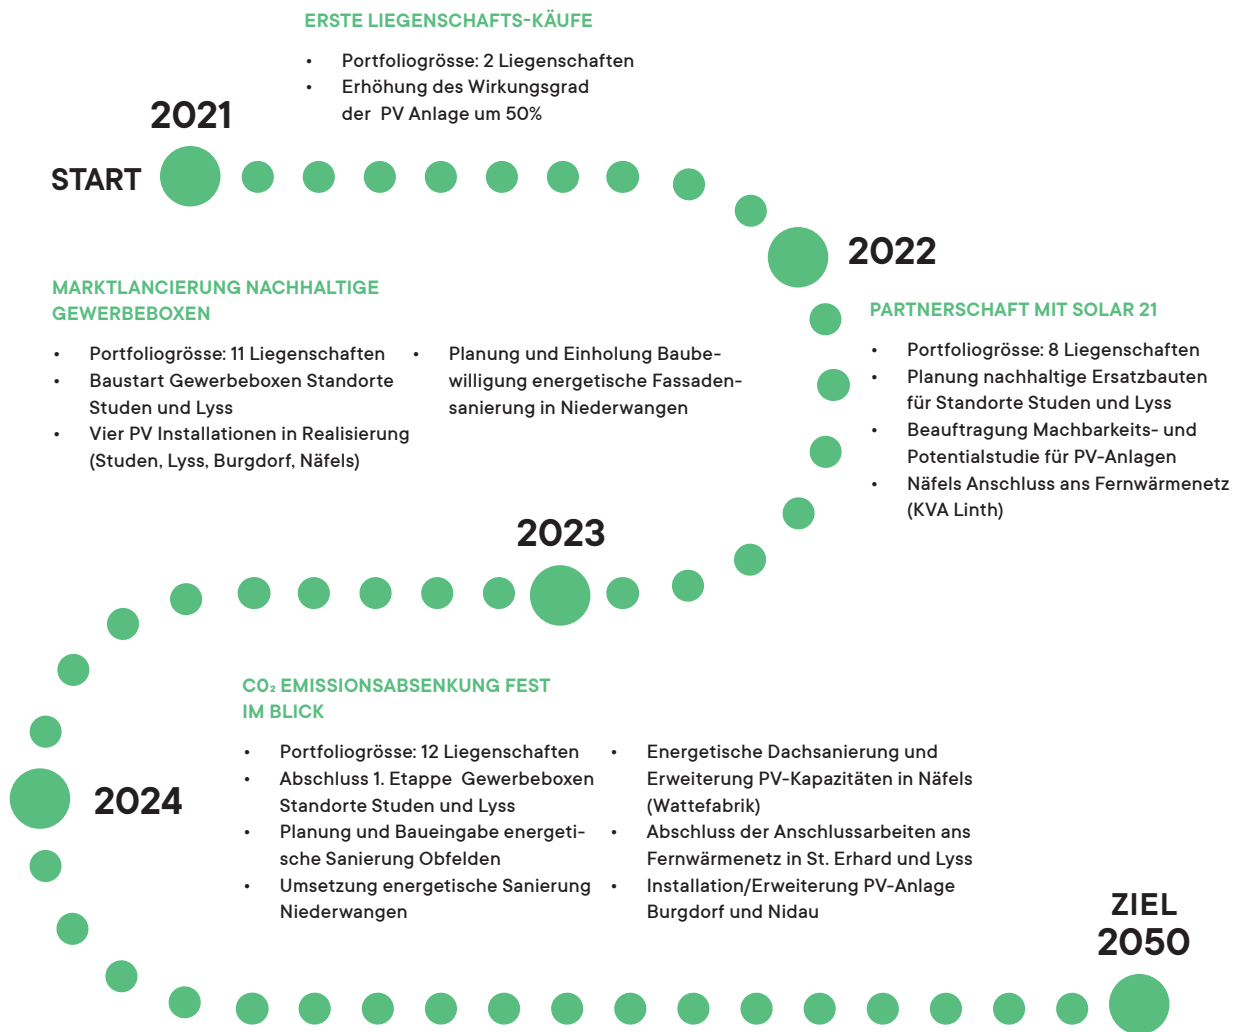 ERSTE LIEGENSCHAFTS-KÄUFE
• Portfoliogrösse: 2 Liegenschaften
• Erhöhung des Wirkungsgrad
der PV Anlage um 50%
2021
START
2022
PARTNERSCHAFT MIT SOLAR 21
• Portfoliogrösse: 8 Liegenschaften
• Planung nachhaltige Ersatzbauten
für Standorte Studen und Lyss
• Beauftragung Machbarkeits- und
Potentialstudie für PV-Anlagen
• Näfels Anschluss ans Fernwärmenetz
(KVA Linth)
MARKTLANCIERUNG NACHHALTIGE
GEWERBEBOXEN
• Portfoliogrösse: 11 Liegenschaften
• Baustart Gewerbeboxen Standorte
Studen und Lyss
• Vier PV Installationen in Realisierung
(Studen, Lyss, Burgdorf, Näfels)
• Planung und Einholung Baube-
willigung energetische Fassaden-
sanierung in Niederwangen
2023
C0₂ EMISSIONSABSENKUNG FEST
IM BLICK
• Portfoliogrösse: 12 Liegenschaften
• Abschluss 1. Etappe Gewerbeboxen
Standorte Studen und Lyss
• Planung und Baueingabe energeti-
sche Sanierung Obfelden
• Umsetzung energetische Sanierung
Niederwangen
• Energetische Dachsanierung und
Erweiterung PV-Kapazitäten in Näfels
(Wattefabrik)
• Abschluss der Anschlussarbeiten ans
Fernwärmenetz in St. Erhard und Lyss
• Installation/Erweiterung PV-Anlage
Burgdorf und Nidau
2024
ZIEL
2050